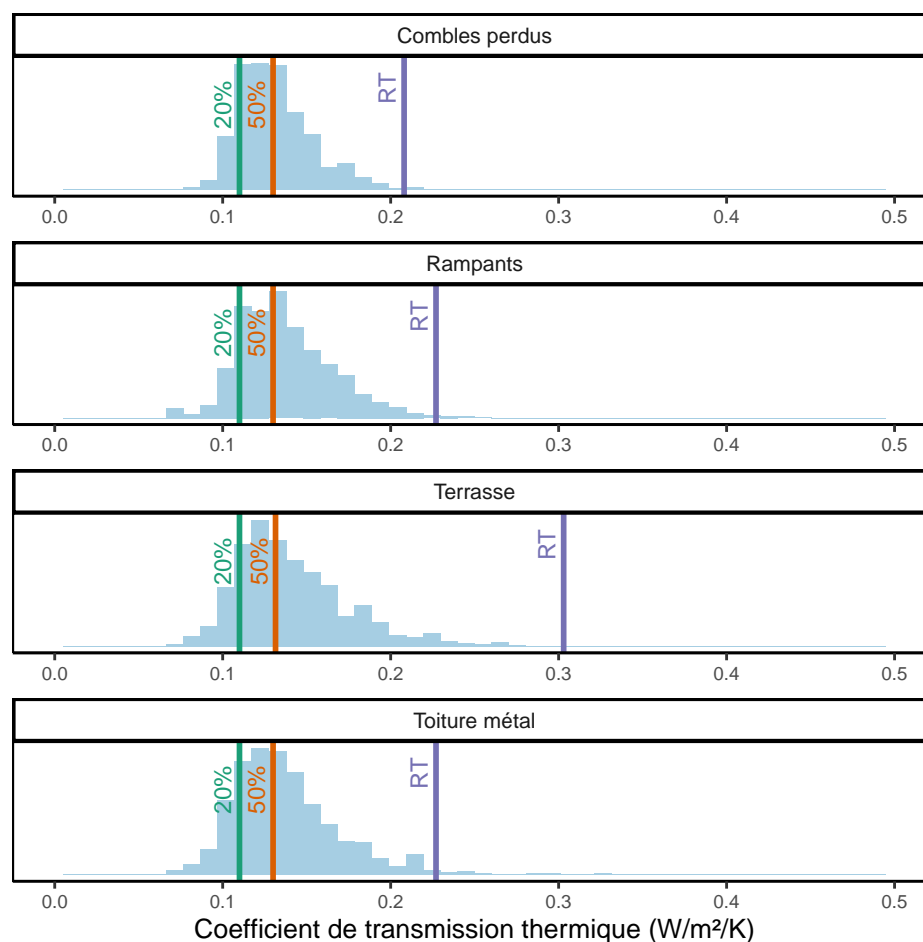 Combles perdus
20% 50% RT
0.0 0.1 0.2 0.3 0.4 0.5
Rampants
20% 50% RT
0.0 0.1 0.2 0.3 0.4 0.5
Terrasse
20% 50% RT
0.0 0.1 0.2 0.3 0.4 0.5
Toiture métal
20% 50% RT
0.0 0.1 0.2 0.3 0.4 0.5
Coefficient de transmission thermique (W/m²/K)